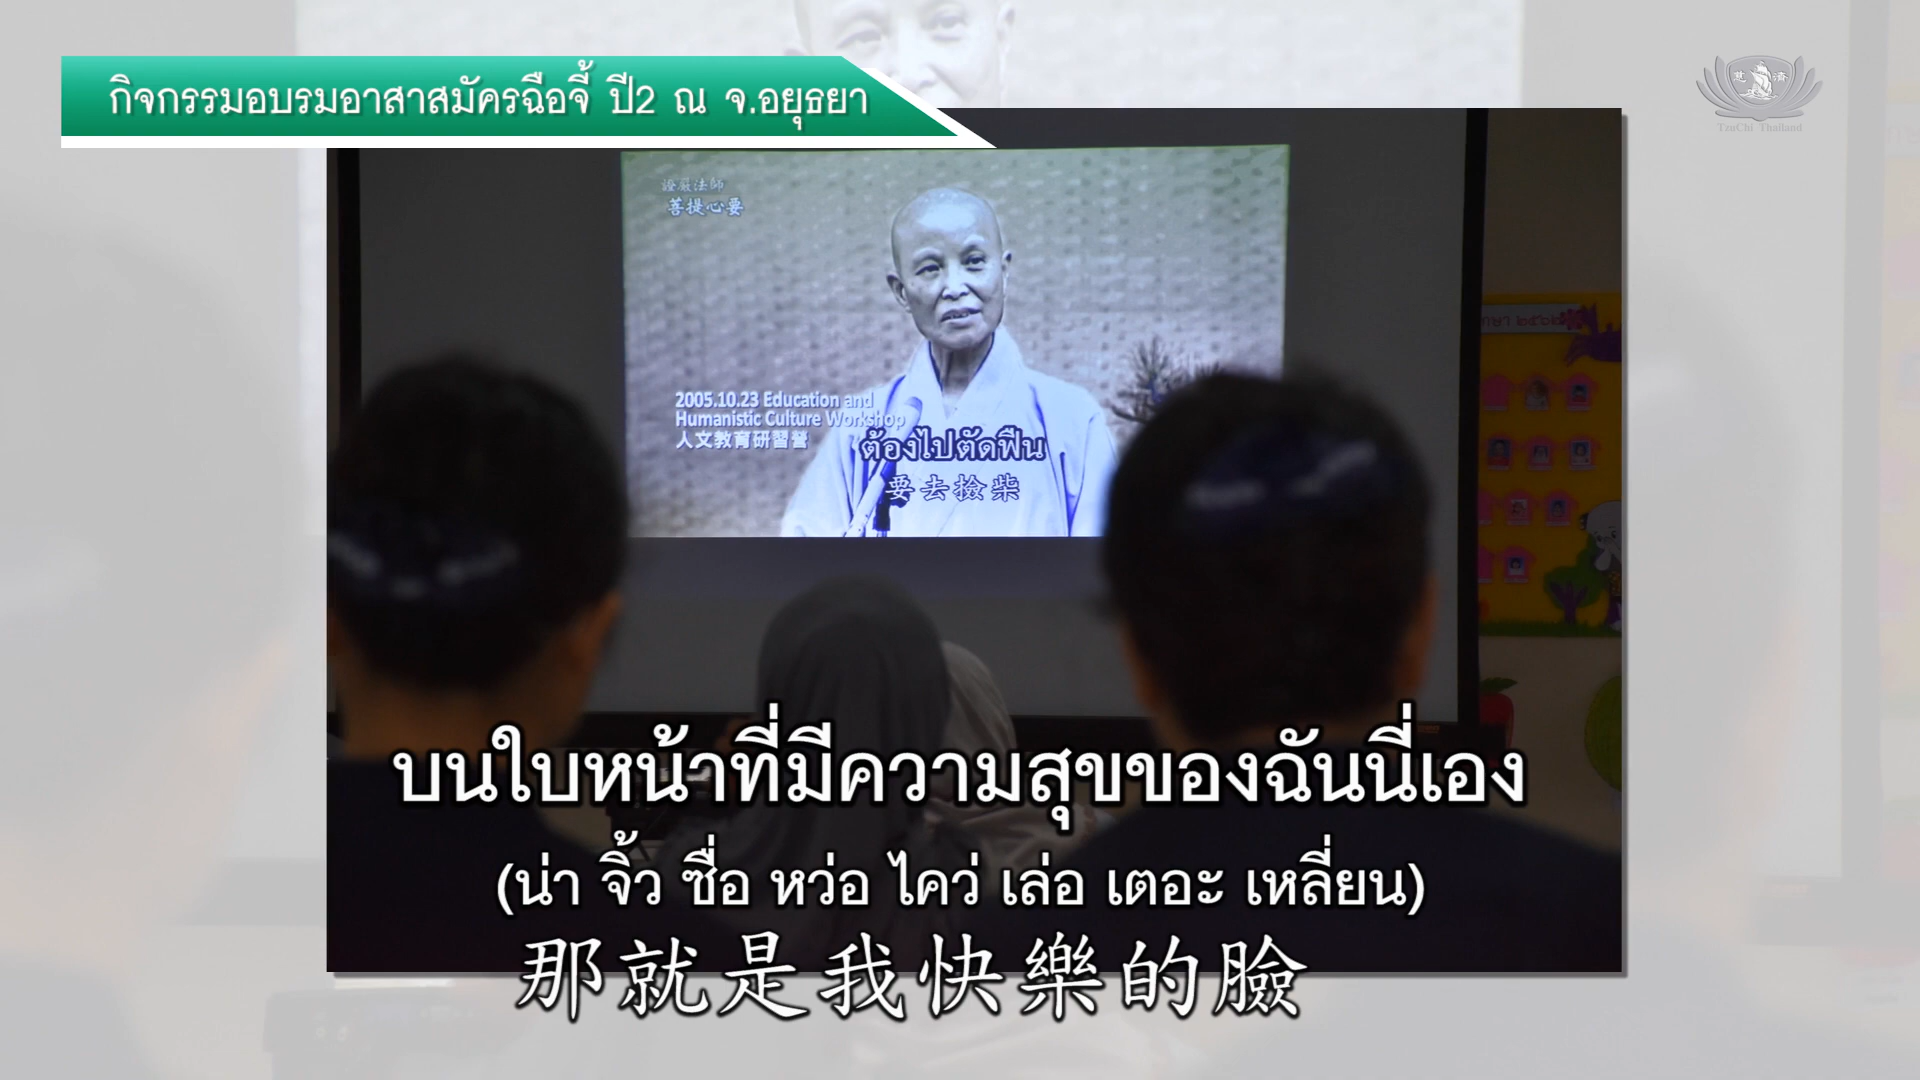 กิจกรรมอบรมอาสาสมัครฉือจี้ ปี2 ณ จ.อยุธยา
慈濟
TzuChi Thailand
證嚴法師
菩提心要
2005.10.23 Education and
Humanistic Culture Workshop
人文教育研習營
ต้องไปตัดฟืน
要去撿柴
บนใบหน้าที่มีความสุขของฉันนี่เอง
(น่า จิ้ว ซื่อ หว่อ ไคว่ เล่อ เตอะ เหลี่ยน)
那就是我快樂的臉